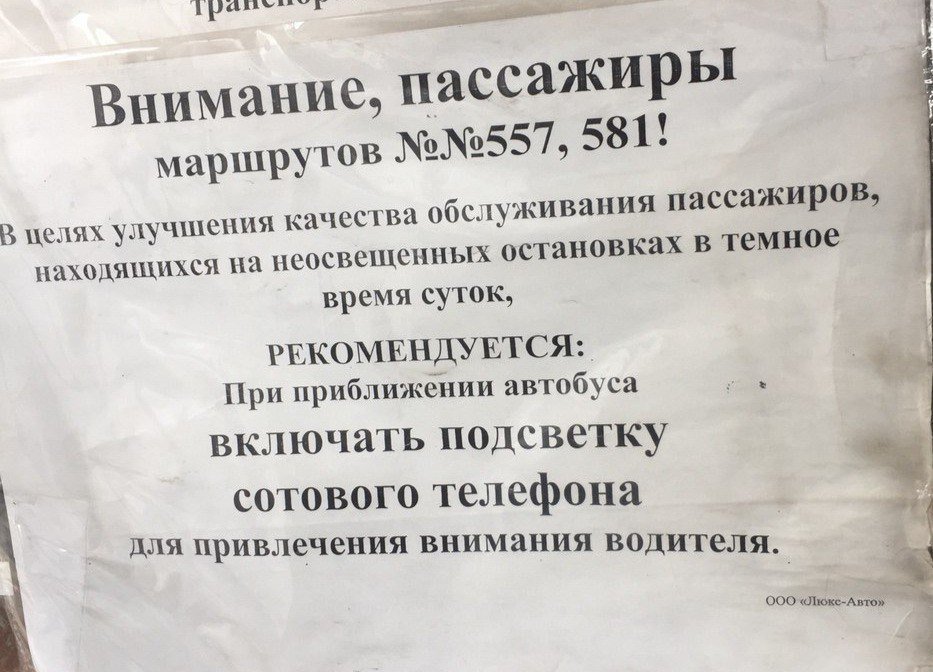 Внимание, пассажиры
маршрутов №№557, 581!
В целях улучшения качества обслуживания пассажиров,
находящихся на неосвещенных остановках в темное
время суток,
РЕКОМЕНДУЕТСЯ:
При приближении автобуса
включать подсветку
сотового телефона
для привлечения внимания водителя.
ООО «Люкс-Авто»